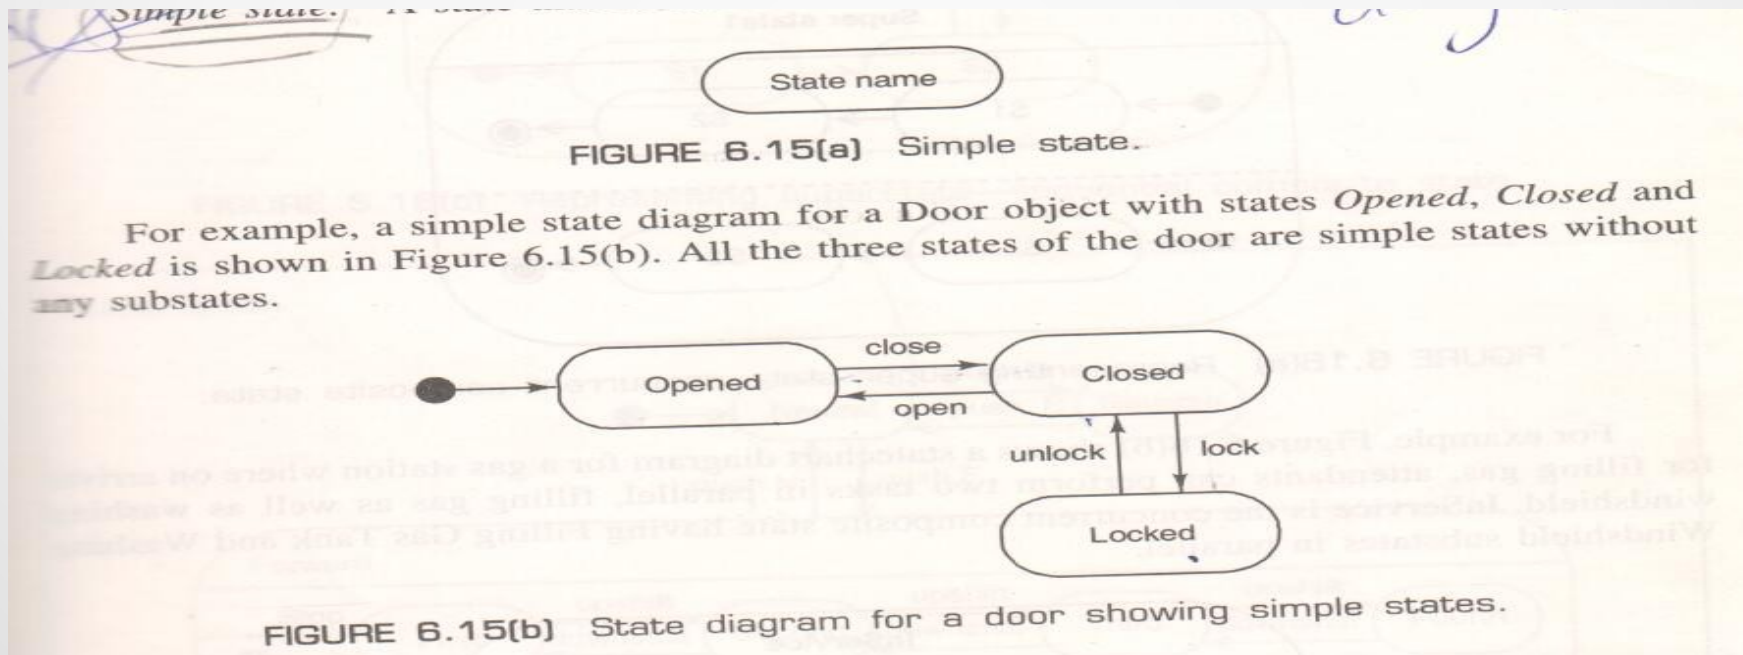 Simple state. A state
State name
FIGURE 6.15(a) Simple state.
For example, a simple state diagram for a Door object with states Opened, Closed and
Locked is shown in Figure 6.15(b). All the three states of the door are simple states without
any substates.
close
Opened
Closed
open
unlock
lock
Locked
FIGURE 6.15(b) State diagram for a door showing simple states.